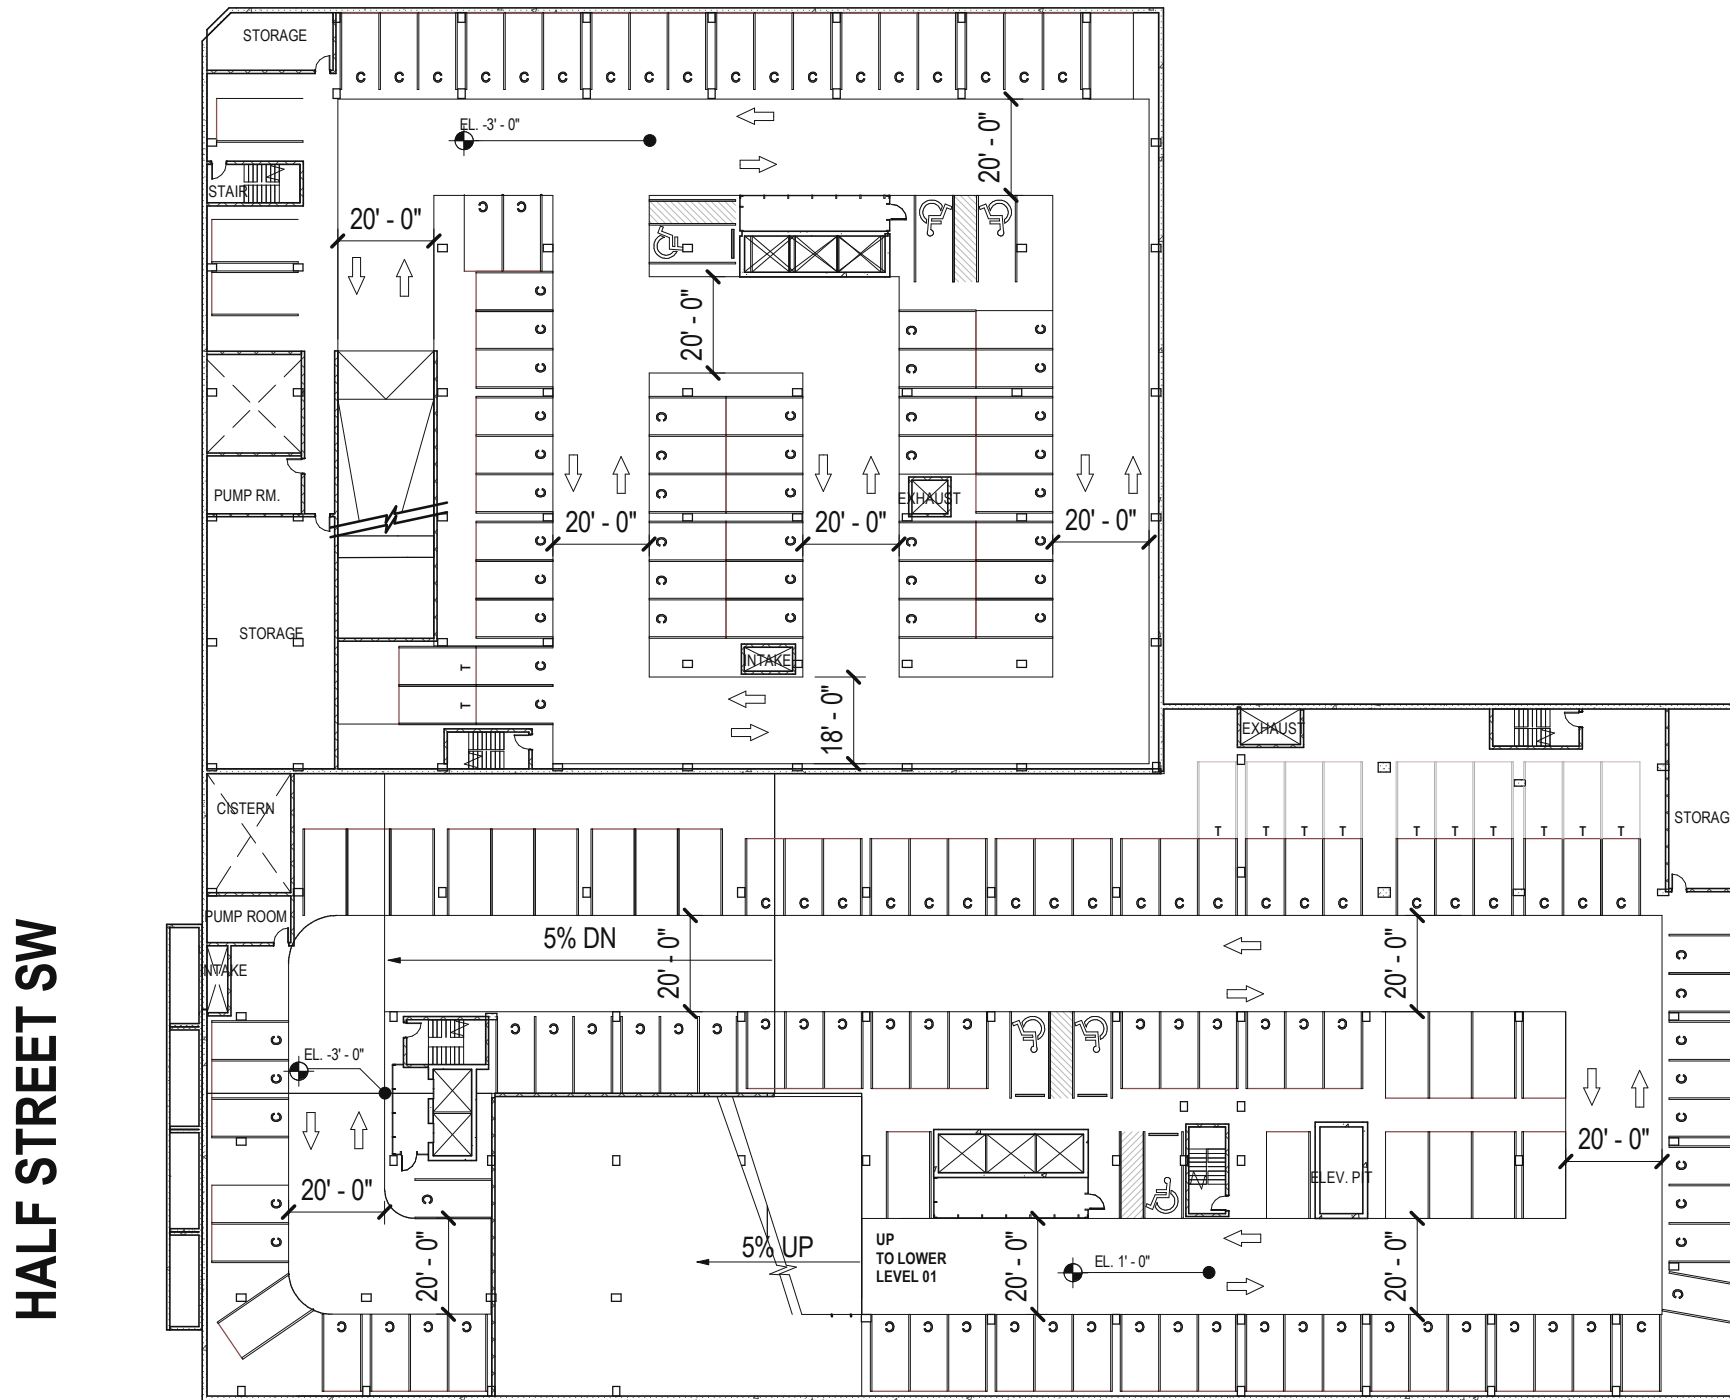 STORAGE
C C C C C C C C C C C C C C C C C C
EL. -3' - 0"
20' - 0"
STAIR
20' - 0"
C C
C
20' - 0"
C C C
C C C
C C C C C
C C C C C
PUMP RM.
C C C C
EXHAUST
20' - 0"
20' - 0"
20' - 0"
C C C C C
C C C C C
C C C C C
STORAGE
INTAKE
T C
T C
18' - 0"
EXHAUST
CISTERN
STORAG
T T T T T T T T T T
C C C C C C C C C C C C C C C C C C C C C C
PUMP ROOM
5% DN
20' - 0"
20' - 0"
INTAKE
C
C
C C C C C C C C C C C C C C C C C C
C
EL. -3' - 0"
C
C
C
C
C
20' - 0"
ELEV. PIT
C
C
20' - 0"
C
C
C
C
5% UP
UP
TO LOWER
LEVEL 01
20' - 0"
20' - 0"
EL. 1' - 0"
20' - 0"
C
C C C C
C C C C C C C C C C C C C C C C C C C
HALF STREET SW